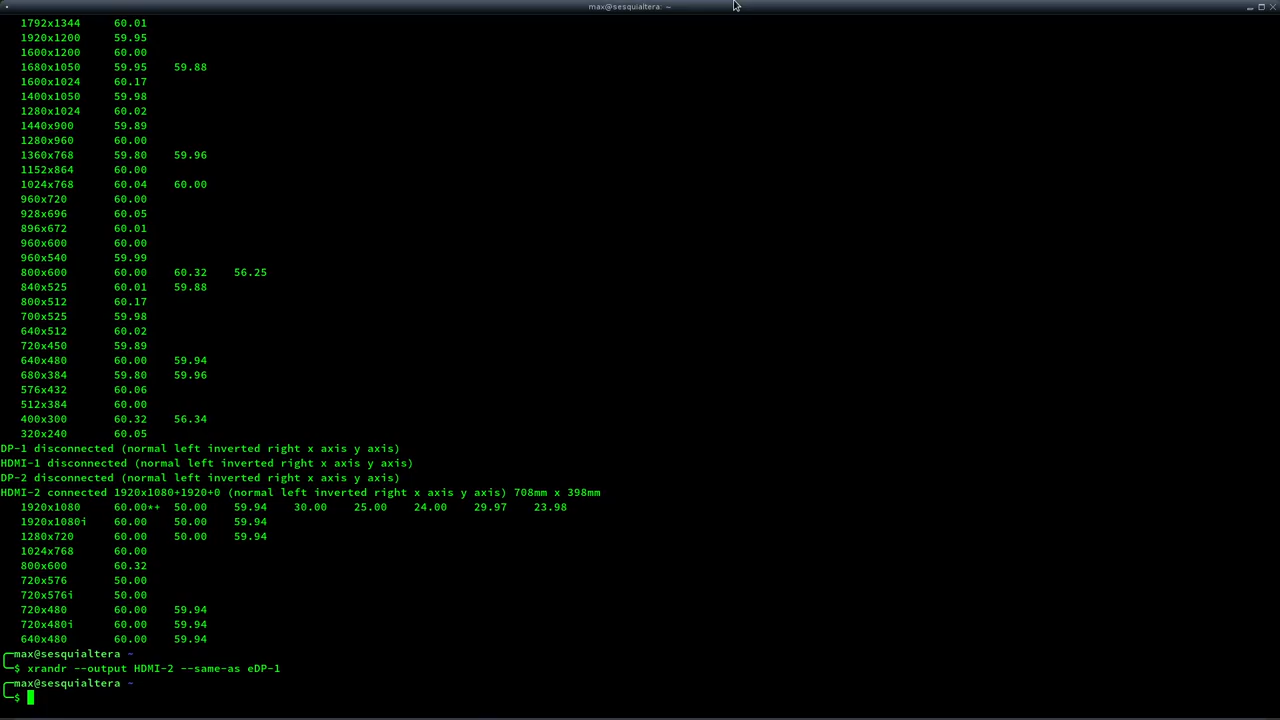 max@sesquialtera: ~
1792x1344 60.01
1920x1200 59.95
1600x1200 60.00
1680x1050 59.95 59.88
1600x1024 60.17
1400x1050 59.98
1280x1024 60.02
1440x900 59.89
1280x960 60.00
1360x768 59.80 59.96
1152x864 60.00
1024x768 60.04 60.00
960x720 60.00
928x696 60.05
896x672 60.01
960x600 60.00
960x540 59.99
800x600 60.00 60.32 56.25
840x525 60.01 59.88
800x512 60.17
700x525 59.98
640x512 60.02
720x450 59.89
640x480 60.00 59.94
680x384 59.80 59.96
576x432 60.06
512x384 60.00
400x300 60.32 56.34
320x240 60.05
DP-1 disconnected (normal left inverted right x axis y axis)
HDMI-1 disconnected (normal left inverted right x axis y axis)
DP-2 disconnected (normal left inverted right x axis y axis)
HDMI-2 connected 1920x1080+1920+0 (normal left inverted right x axis y axis) 708mm x 398mm
1920x1080 60.00*+ 50.00 59.94 30.00 25.00 24.00 29.97 23.98
1920x1080i 60.00 50.00 59.94
1280x720 60.00 50.00 59.94
1024x768 60.00
800x600 60.32
720x576 50.00
720x576i 50.00
720x480 60.00 59.94
720x480i 60.00 59.94
640x480 60.00 59.94
╭─max@sesquialtera ~
╰─$ xrandr --output HDMI-2 --same-as eDP-1
╭─max@sesquialtera ~
╰─$